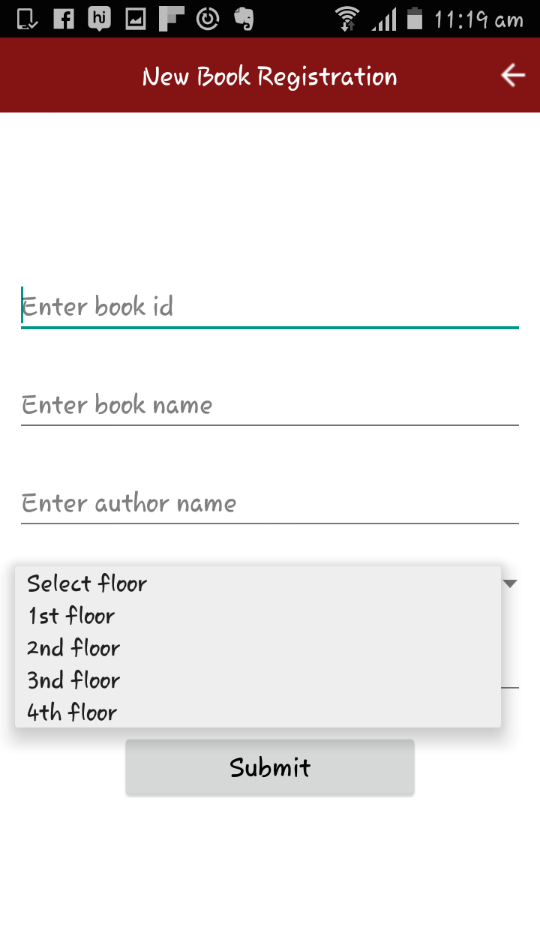 hi
11:19 am
New Book Registration
Enter book id
Enter book name
Enter author name
Select floor
1st floor
2nd floor
3nd floor
4th floor
Submit